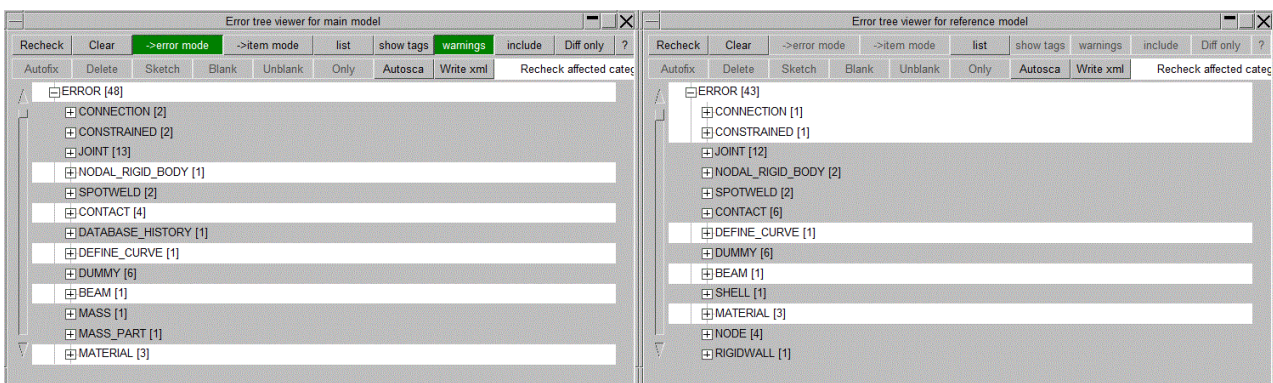 Error tree viewer for main model
Recheck Clear ->error mode ->item mode list show tags warnings include Diff only ?
Autofix Delete Sketch Blank Unblank Only Autosca Write xml Recheck affected categ
ERROR [48]
CONNECTION [2]
CONSTRAINED [2]
JOINT [13]
NODAL_RIGID_BODY [1]
SPOTWELD [2]
CONTACT [4]
DATABASE_HISTORY [1]
DEFINE_CURVE [1]
DUMMY [6]
BEAM [1]
MASS [1]
MASS_PART [1]
MATERIAL [3]
Error tree viewer for reference model
Recheck Clear ->error mode ->item mode list show tags warnings include Diff only ?
Autofix Delete Sketch Blank Unblank Only Autosca Write xml Recheck affected categ
ERROR [43]
CONNECTION [1]
CONSTRAINED [1]
JOINT [12]
NODAL_RIGID_BODY [2]
SPOTWELD [2]
CONTACT [6]
DEFINE_CURVE [1]
DUMMY [6]
BEAM [1]
SHELL [1]
MATERIAL [3]
NODE [4]
RIGIDWALL [1]